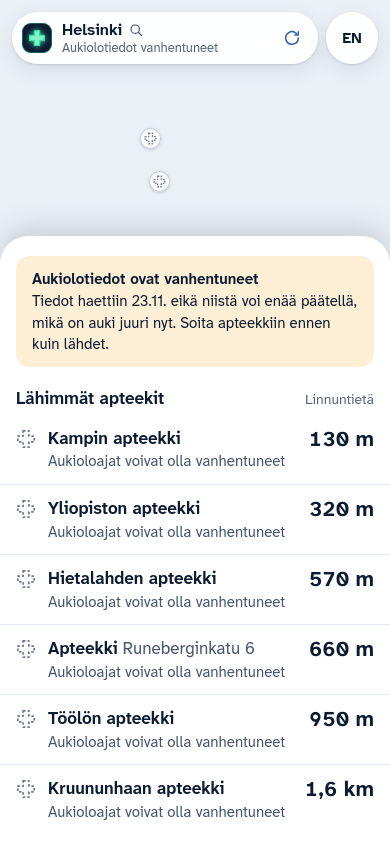 Helsinki
Aukiolotiedot vanhentuneet
EN
Aukiolotiedot ovat vanhentuneet
Tiedot haettiin 23.11. eikä niistä voi enää päätellä,
mikä on auki juuri nyt. Soita apteekkiin ennen
kuin lähdet.
Lähimmät apteekit
Linnuntietä
Kampin apteekki
130 m
Aukioloajat voivat olla vanhentuneet
Yliopiston apteekki
320 m
Aukioloajat voivat olla vanhentuneet
Hietalahden apteekki
570 m
Aukioloajat voivat olla vanhentuneet
Apteekki Runeberginkatu 6
660 m
Aukioloajat voivat olla vanhentuneet
Töölön apteekki
950 m
Aukioloajat voivat olla vanhentuneet
Kruununhaan apteekki
1,6 km
Aukioloajat voivat olla vanhentuneet